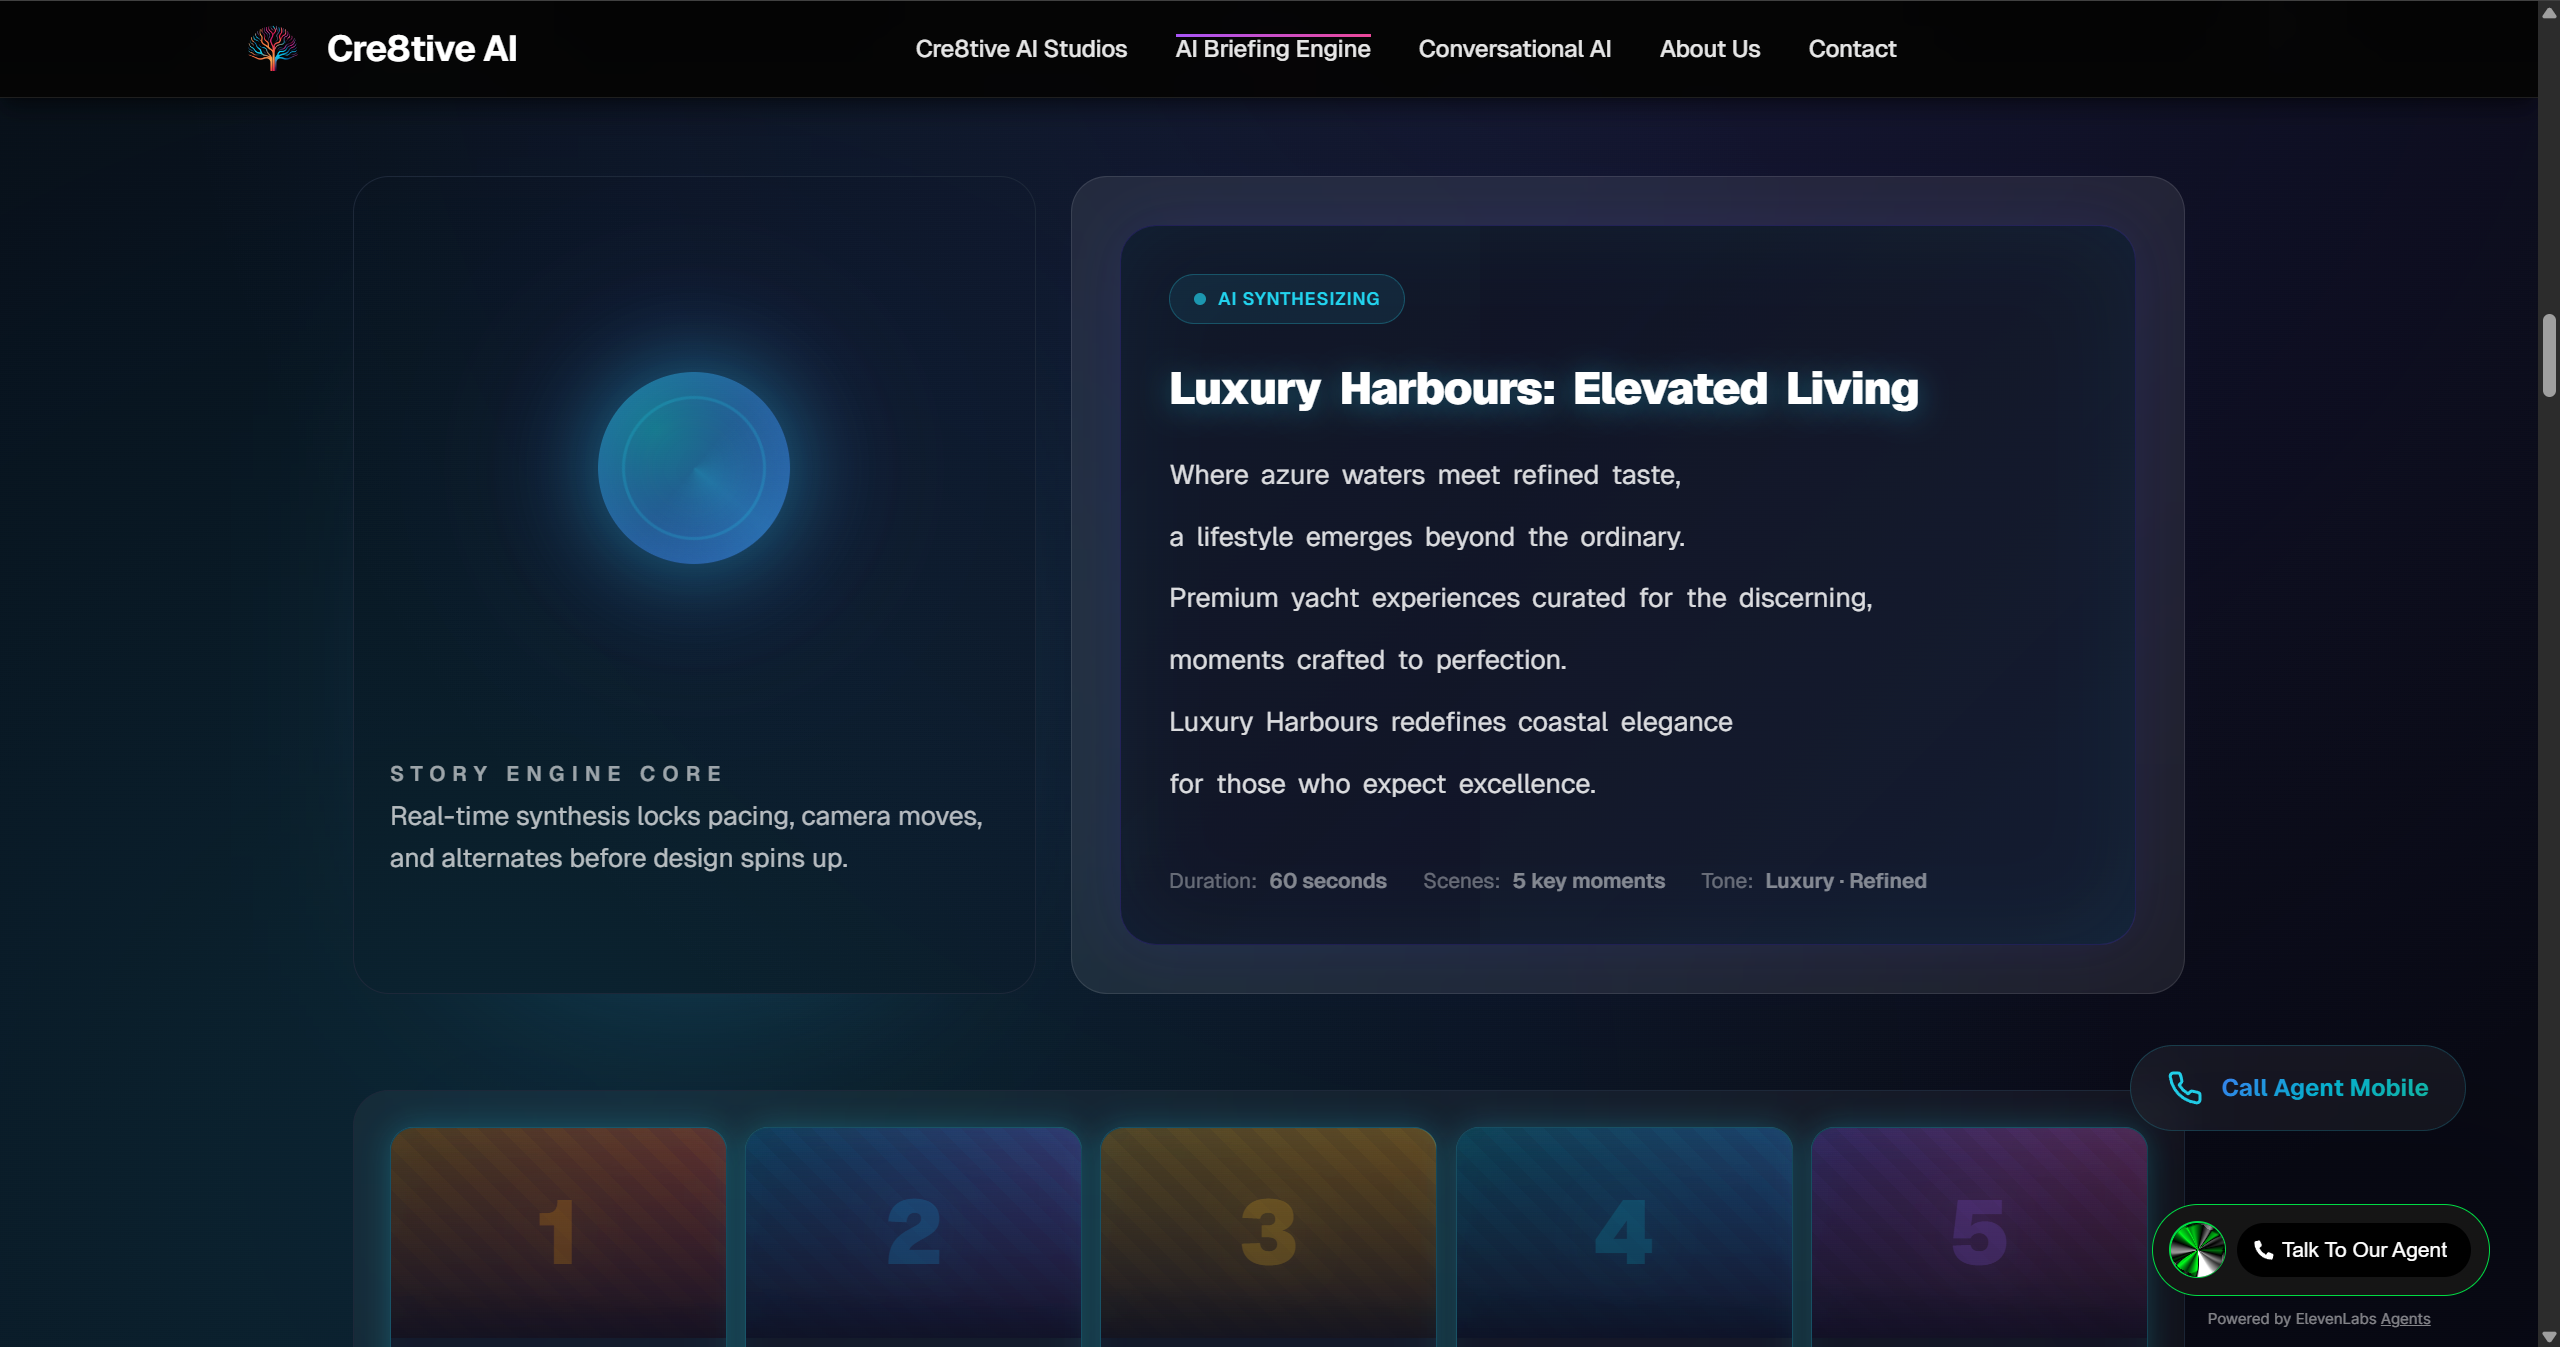 Cre8tive AI
Cre8tive AI Studios
AI Briefing Engine
Conversational AI
About Us
Contact
STORY ENGINE CORE
Real-time synthesis locks pacing, camera moves,
and alternates before design spins up.
AI SYNTHESIZING
Luxury Harbours: Elevated Living
Where azure waters meet refined taste,
a lifestyle emerges beyond the ordinary.
Premium yacht experiences curated for the discerning,
moments crafted to perfection.
Luxury Harbours redefines coastal elegance
for those who expect excellence.
Duration: 60 seconds Scenes: 5 key moments Tone: Luxury · Refined
Call Agent Mobile
1
2
3
4
5
Talk To Our Agent
Powered by ElevenLabs Agents